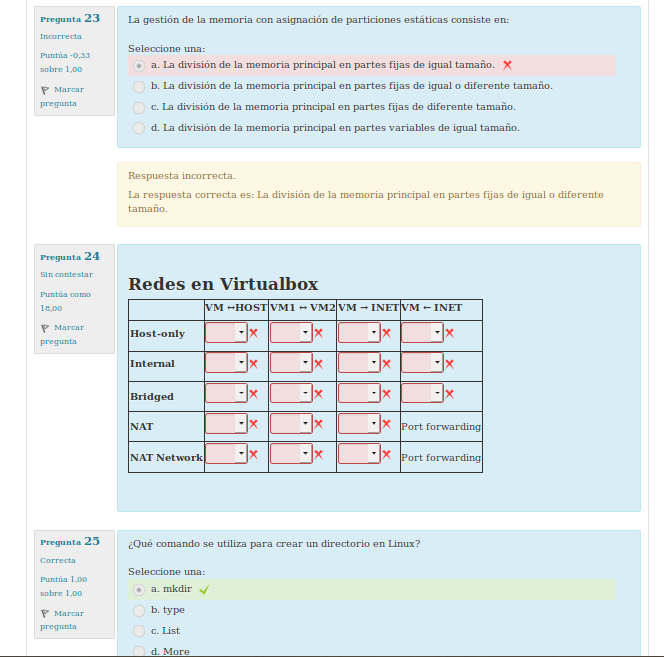 Pregunta 23
Incorrecta
Puntúa -0,33
sobre 1,00
Marcar
pregunta
La gestión de la memoria con asignación de particiones estáticas consiste en:
Seleccione una:
a. La división de la memoria principal en partes fijas de igual tamaño.
b. La división de la memoria principal en partes fijas de igual o diferente tamaño.
c. La división de la memoria principal en partes fijas de diferente tamaño.
d. La división de la memoria principal en partes variables de igual tamaño.
Respuesta incorrecta.
La respuesta correcta es: La división de la memoria principal en partes fijas de igual o diferente
tamaño.
Pregunta 24
Sin contestar
Puntúa como
18,00
Marcar
pregunta
Redes en Virtualbox
VM ↔HOST VM1 ↔ VM2 VM → INET VM ← INET
Host-only
Internal
Bridged
NAT Port forwarding
NAT Network Port forwarding
Pregunta 25
Correcta
Puntúa 1,00
sobre 1,00
Marcar
pregunta
¿Qué comando se utiliza para crear un directorio en Linux?
Seleccione una:
a. mkdir
b. type
c. List
d. More